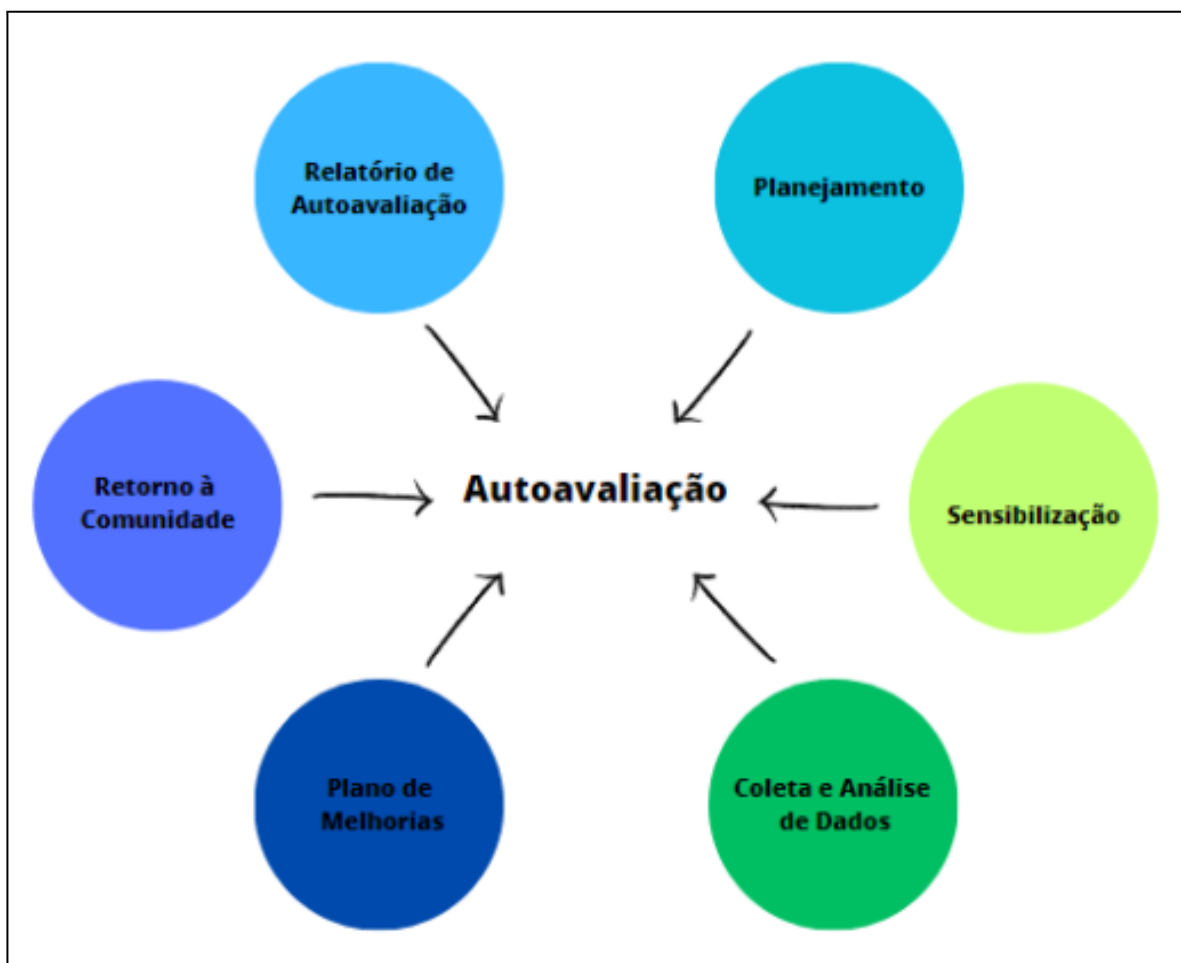 Relatório de
Autoavaliação
Planejamento
Retorno à
Comunidade
Autoavaliação
Sensibilização
Plano de
Melhorias
Coleta e Análise
de Dados